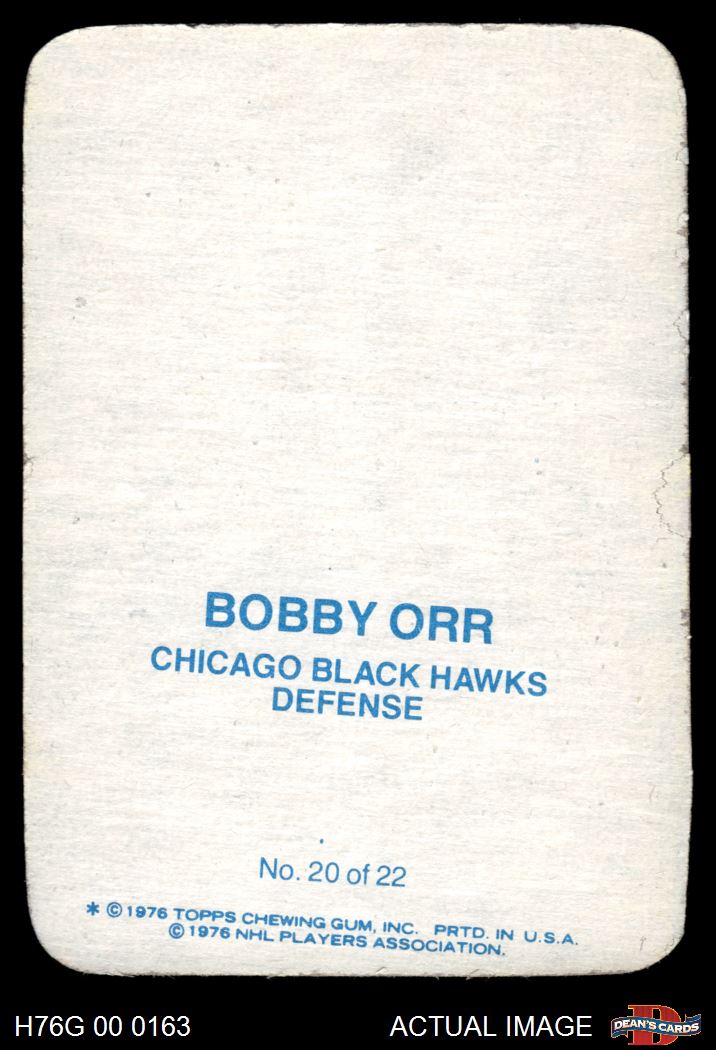 BOBBY ORR
CHICAGO BLACK HAWKS
DEFENSE
No. 20 of 22
* © 1976 TOPPS CHEWING GUM, INC. PRTD. IN U.S.A.
© 1976 NHL PLAYERS ASSOCIATION.
H76G 00 0163
ACTUAL IMAGE
D
DEAN'S CARDS